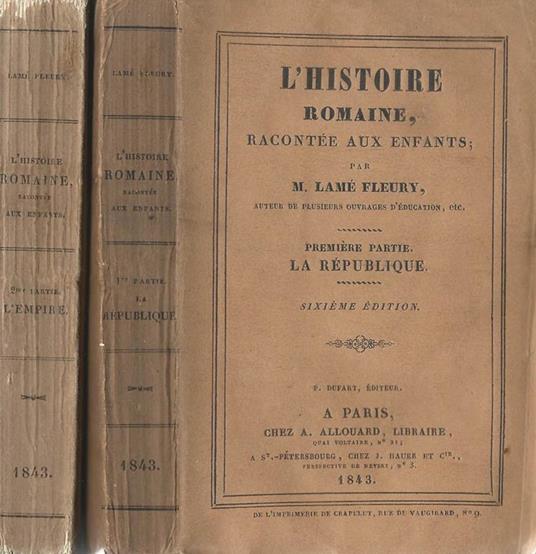 LAMÉ FLEURY.
L'HISTOIRE
ROMAINE,
RACONTÉE
AUX ENFANTS.
2me PARTIE.
L'EMPIRE.
1843.
LAMÉ FLEURY.
L'HISTOIRE
ROMAINE,
RACONTÉE
AUX ENFANTS.
1re PARTIE.
LA
RÉPUBLIQUE
1843.
L'HISTOIRE
ROMAINE,
RACONTÉE AUX ENFANTS;
PAR
M. LAMÉ FLEURY,
AUTEUR DE PLUSIEURS OUVRAGES D'ÉDUCATION, etc.
PREMIÈRE PARTIE.
LA RÉPUBLIQUE.
SIXIÈME ÉDITION.
P. DUFART, ÉDITEUR.
A PARIS,
CHEZ A. ALLOUARD, LIBRAIRE,
QUAI VOLTAIRE, No 21;
A St.-PÉTERSBOURG, CHEZ J. HAUER ET Cie.,
PERSPECTIVE DE NEVSKI, No 3.
1843.
DE L'IMPRIMERIE DE CRAPELET, RUE DE VAUGIRARD, No 9.